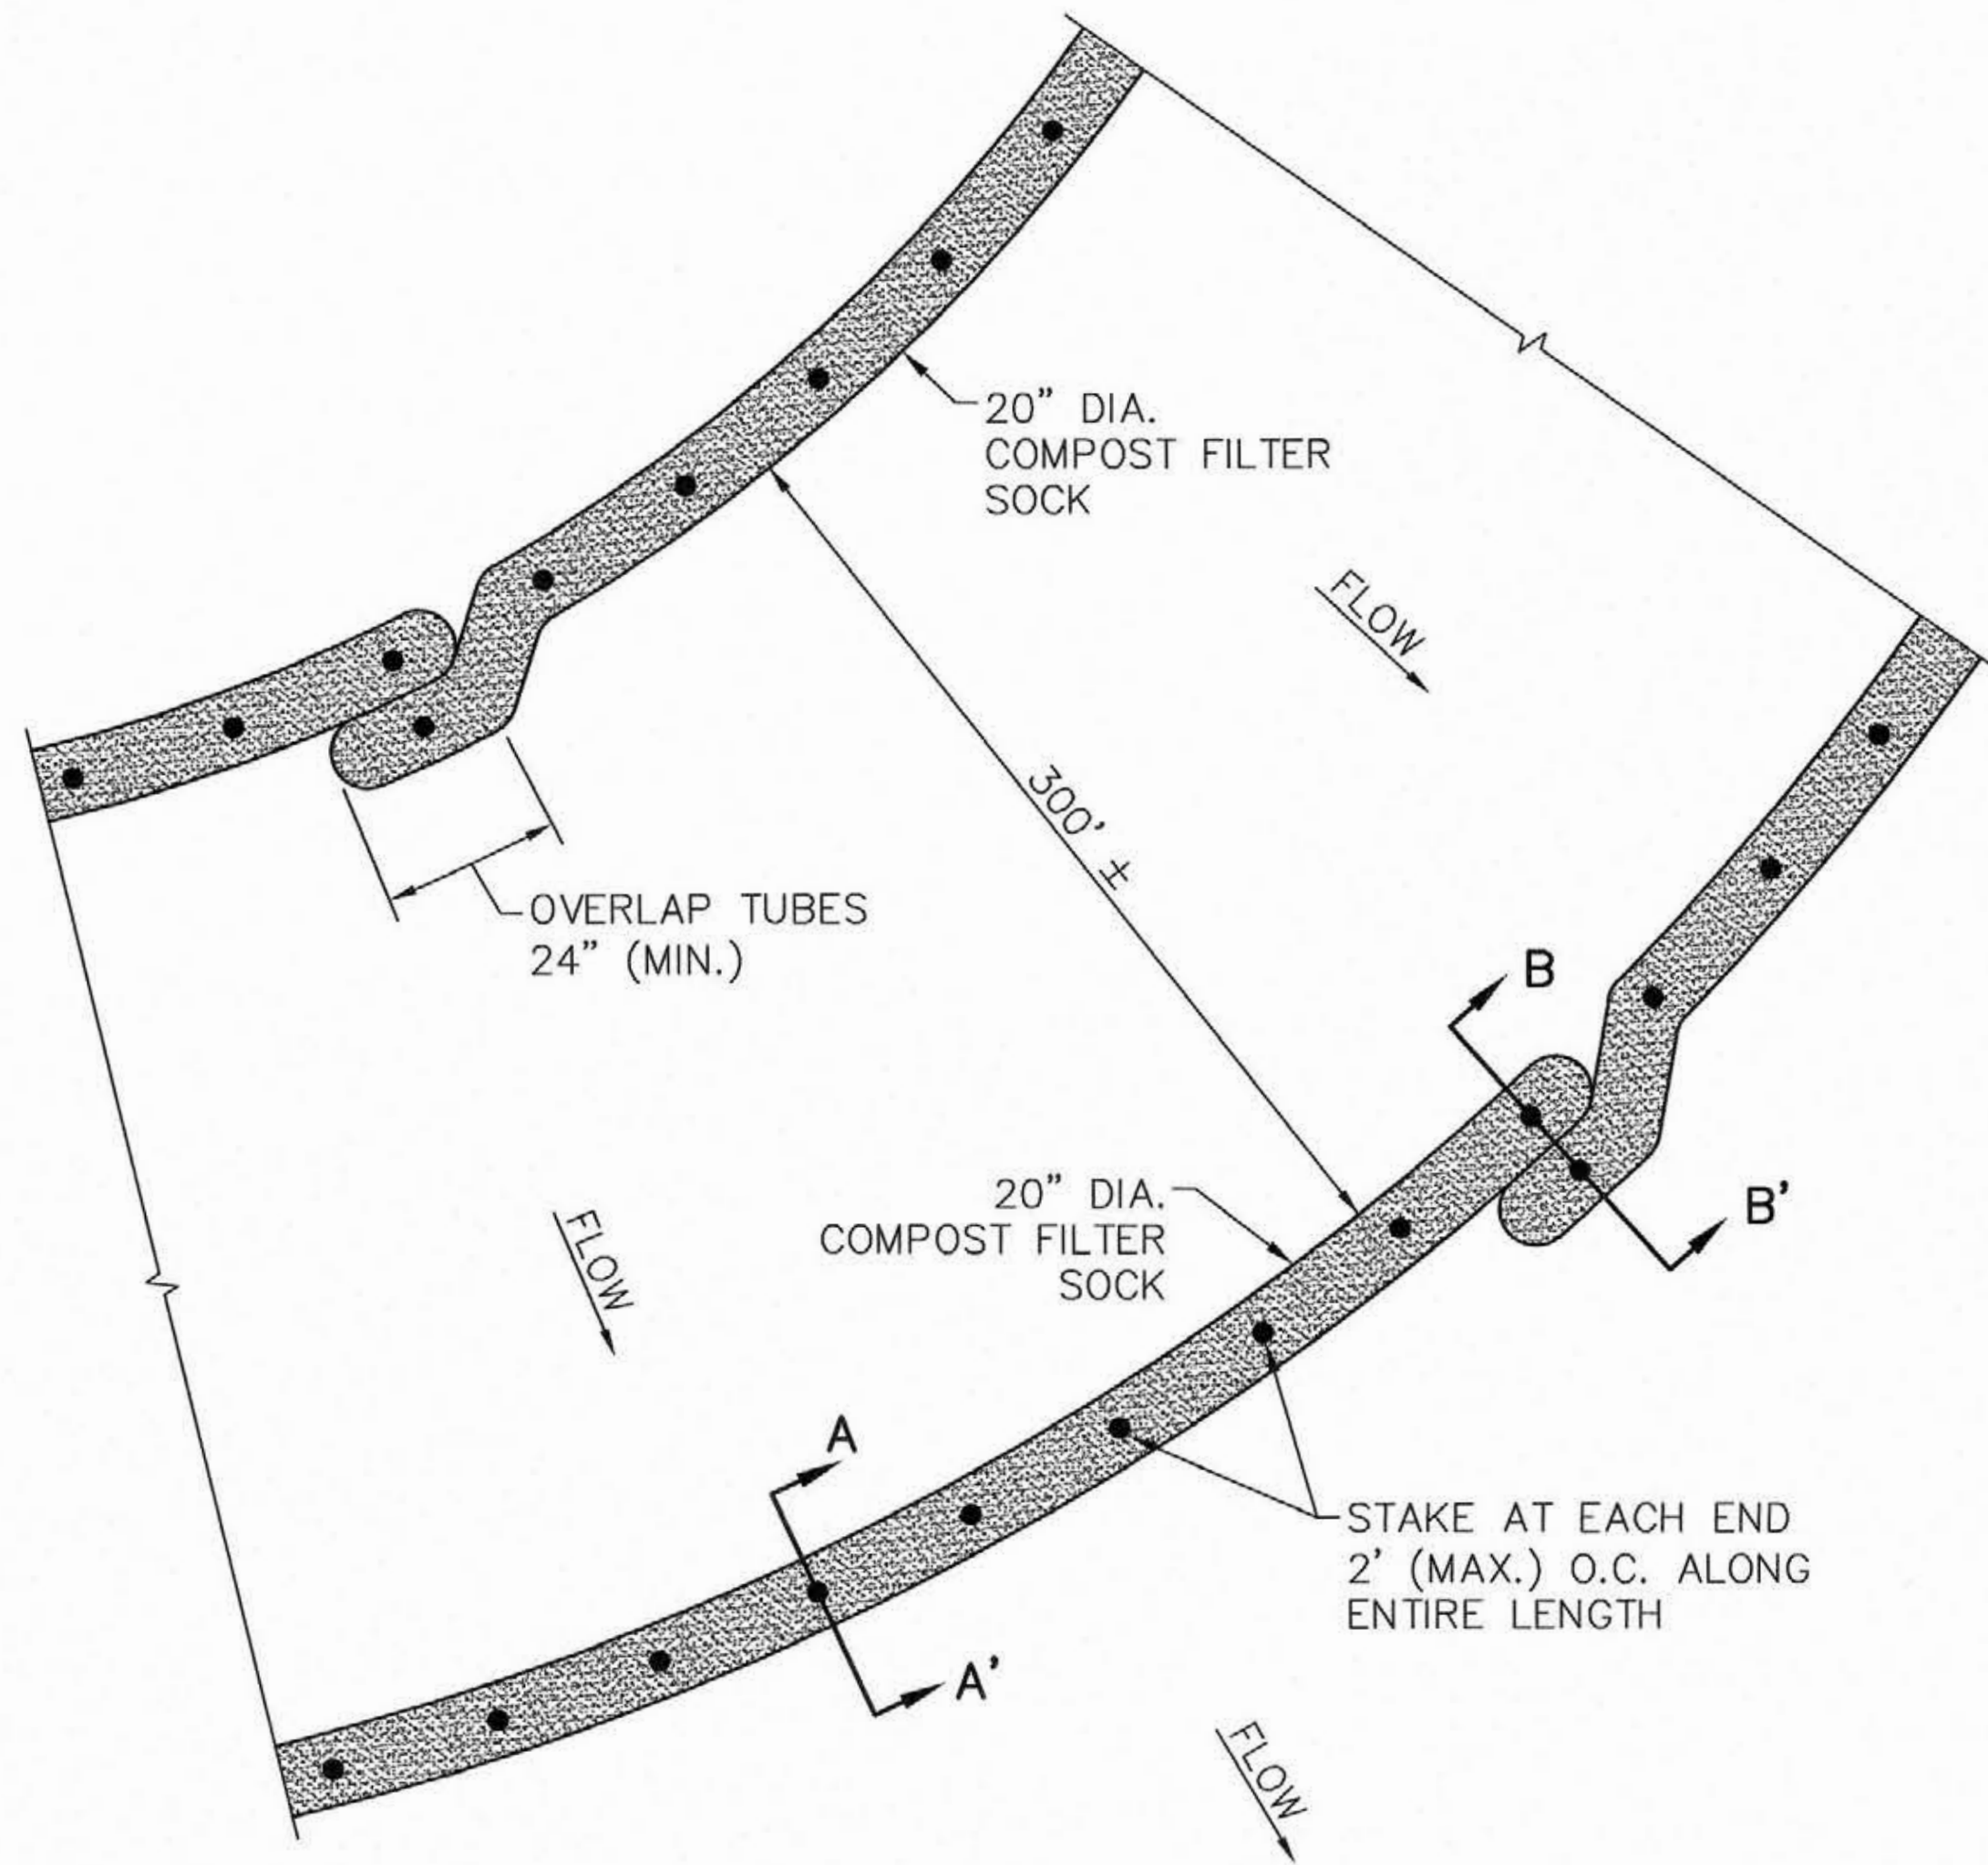 20" DIA.
COMPOST FILTER
SOCK
FLOW
300' ±
OVERLAP TUBES
24" (MIN.)
B
B'
20" DIA.
COMPOST FILTER
SOCK
FLOW
A
A'
STAKE AT EACH END
2' (MAX.) O.C. ALONG
ENTIRE LENGTH
FLOW